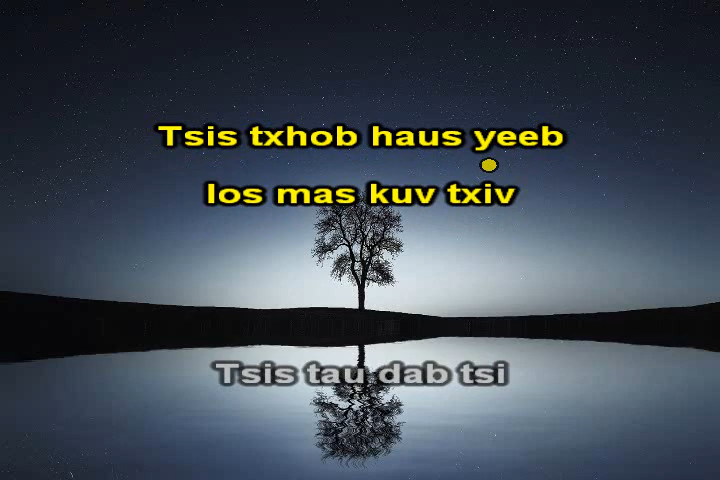 Tsis txhob haus yeeb
los mas kuv txiv
Tsis tau dab tsi